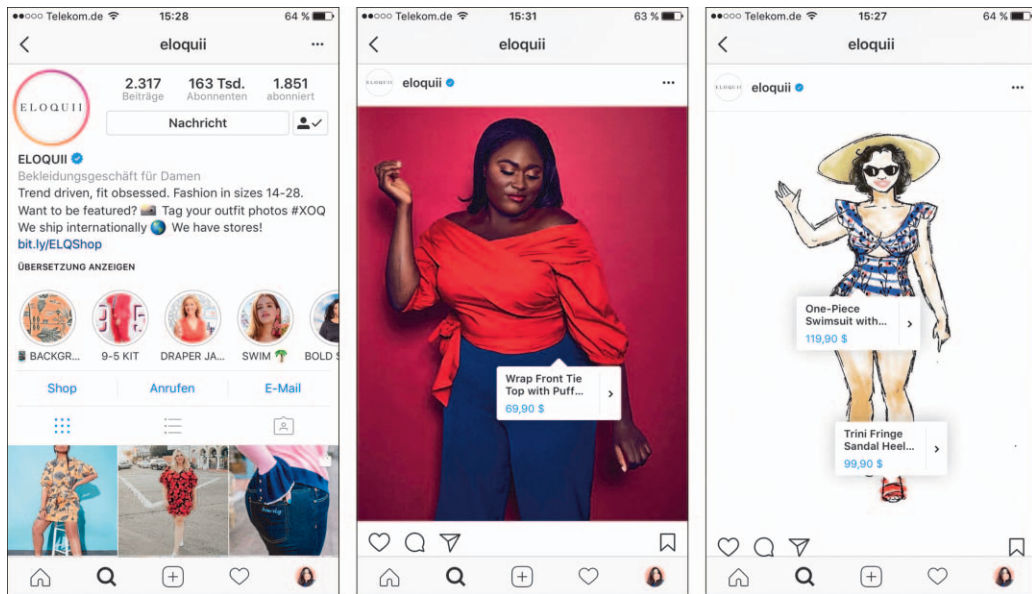 Telekom.de 15:28 64 %
eloquii
ELOQUII
2.317 163 Tsd. 1.851
Beiträge Abonnenten abonniert
Nachricht
ELOQUII
Bekleidungsgeschäft für Damen
Trend driven, fit obsessed. Fashion in sizes 14-28.
Want to be featured? 📸 Tag your outfit photos #XOQ
We ship internationally 🌎 We have stores!
bit.ly/ELQShop
ÜBERSETZUNG ANZEIGEN
BACKGR... 9-5 KIT DRAPER JA... SWIM 🌴 BOLD S
Shop Anrufen E-Mail
Telekom.de 15:31 63 %
eloquii
ELOQUII eloquii
Wrap Front Tie
Top with Puff...
69,90 $
Telekom.de 15:27 64 %
eloquii
ELOQUII eloquii
One-Piece
Swimsuit with...
119,90 $
Trini Fringe
Sandal Heel...
99,90 $